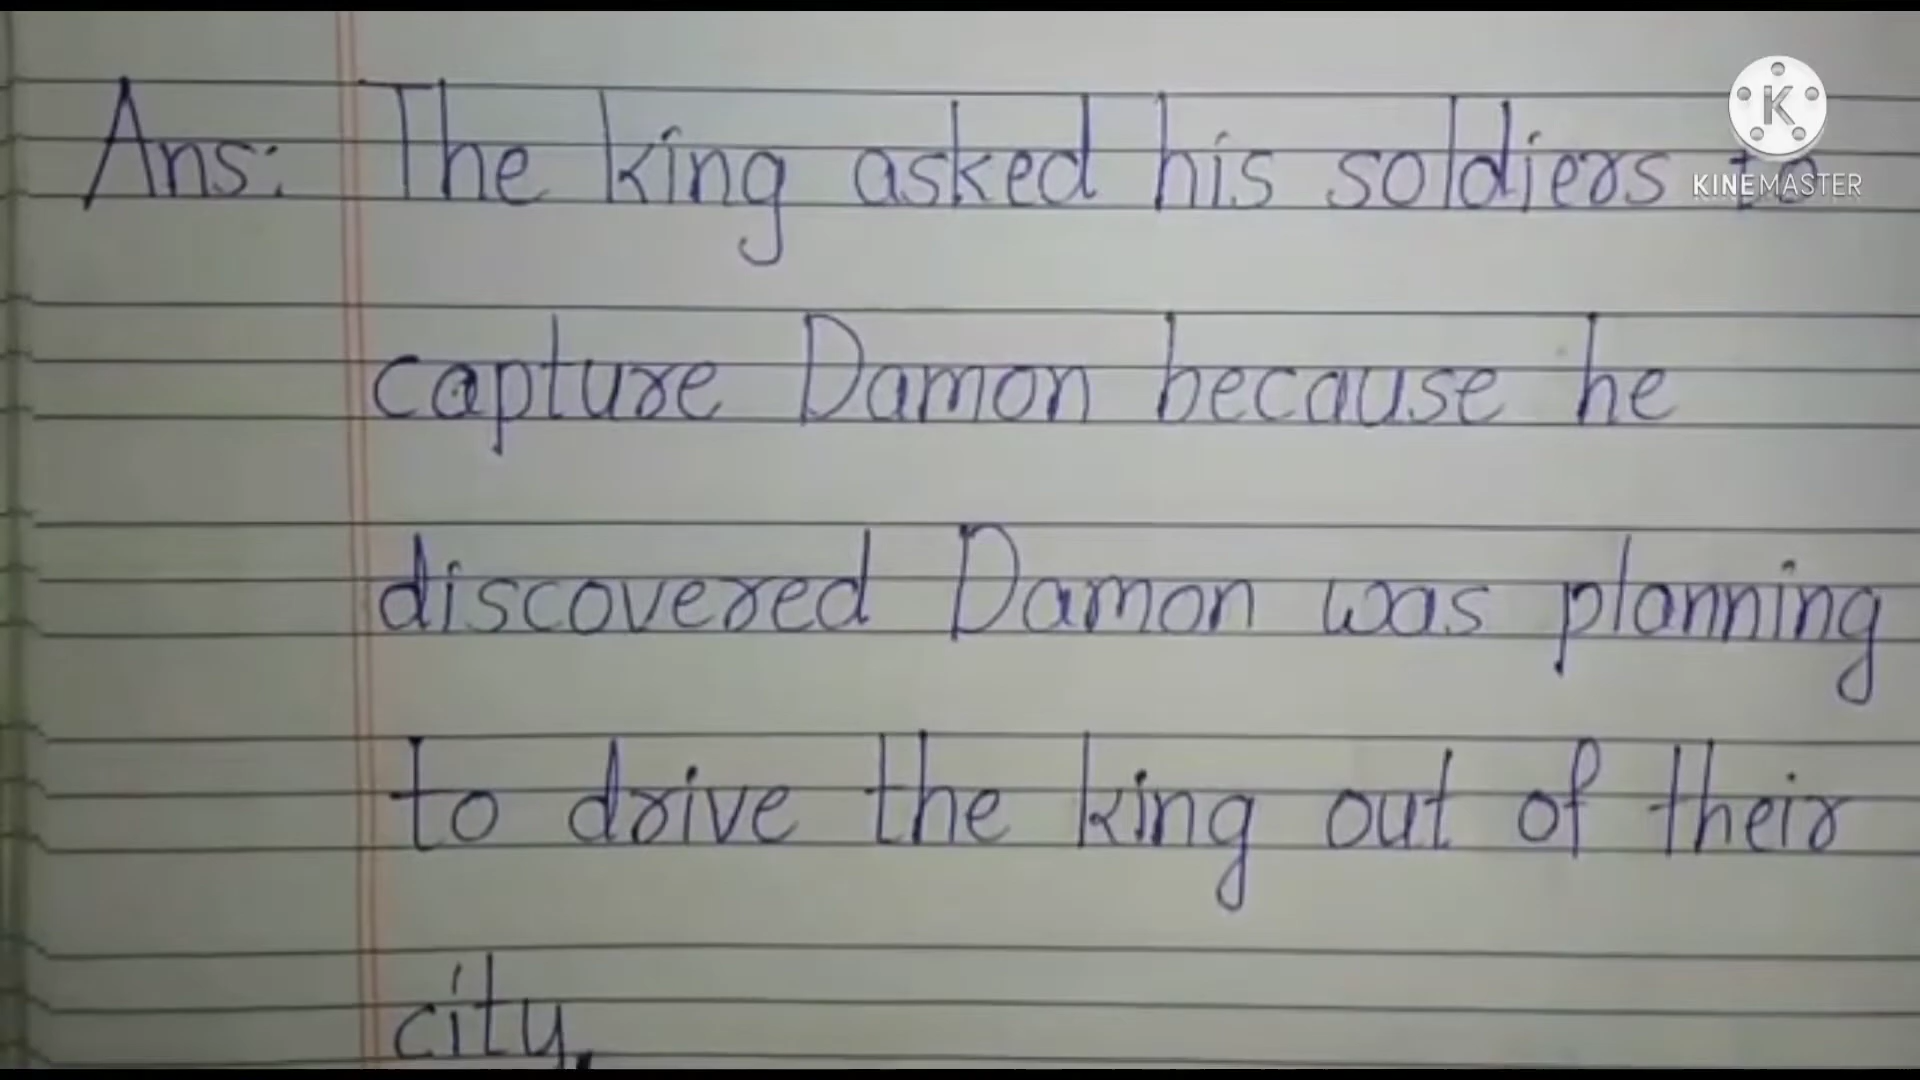 Ans: The king asked his soldiers to
KINEMASTER
capture Damon because he
discovered Damon was planning
to drive the king out of their
city.